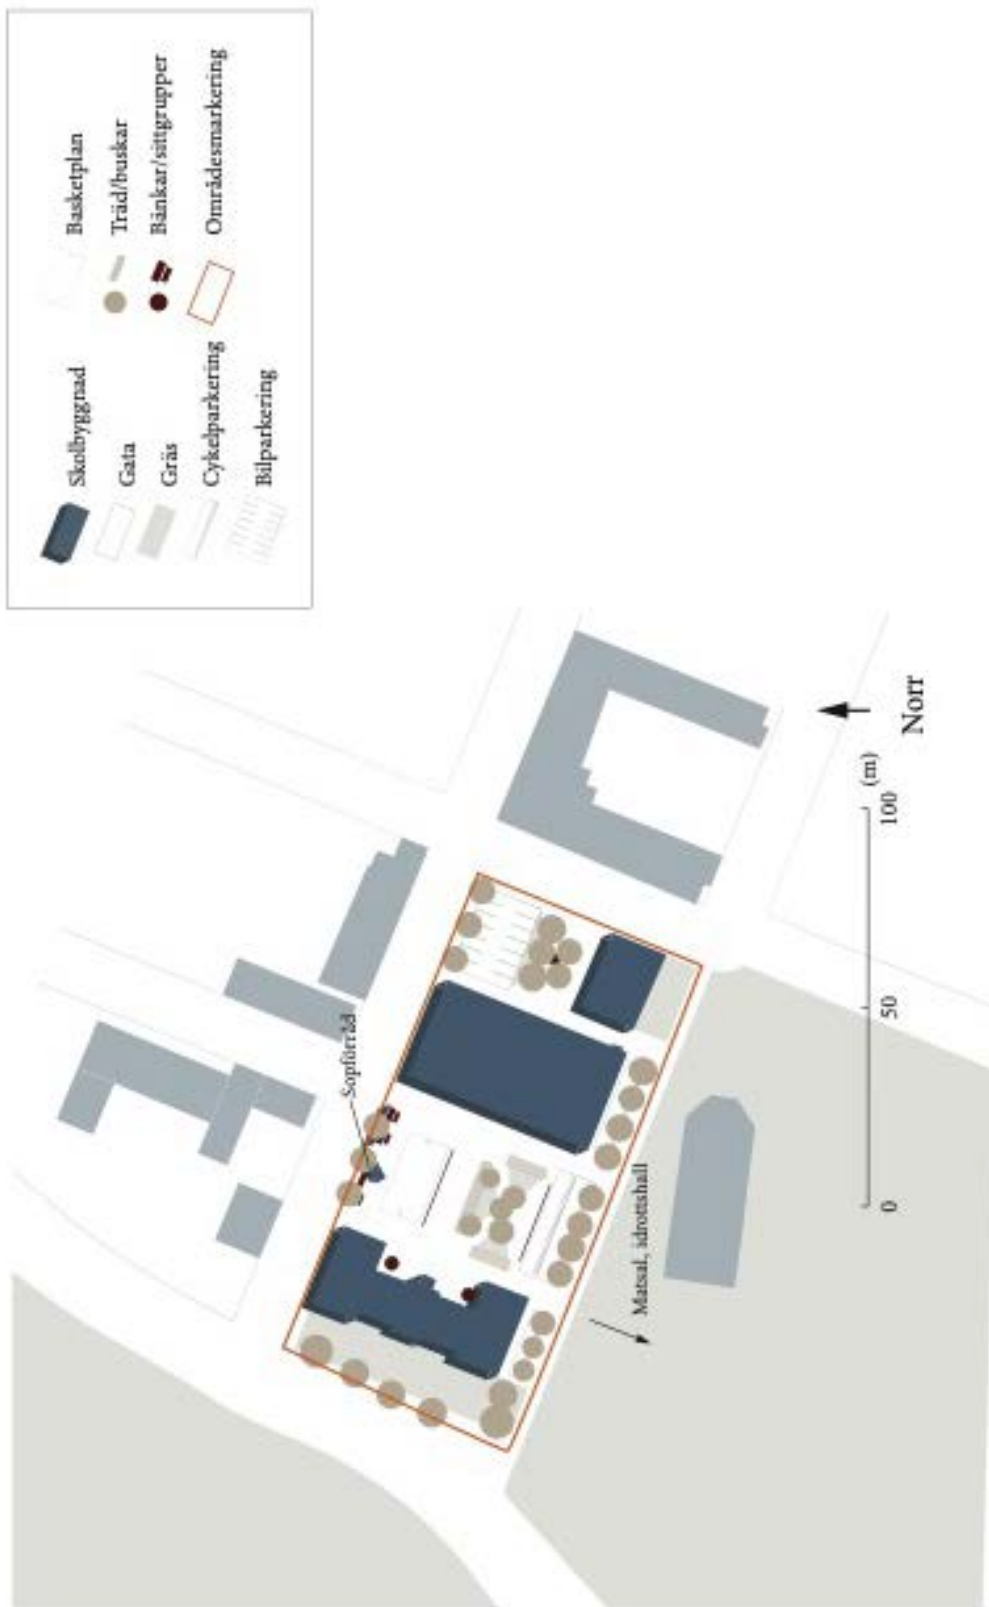 Skolbyggnad
Gata
Gräs
Cykelparkering
Bilparkering
Basketplan
Träd/buskar
Bänkar/sittgrupper
Områdesmarkering
Sopförråd
Matsal, idrottshall
0 50 100 (m)
Norr